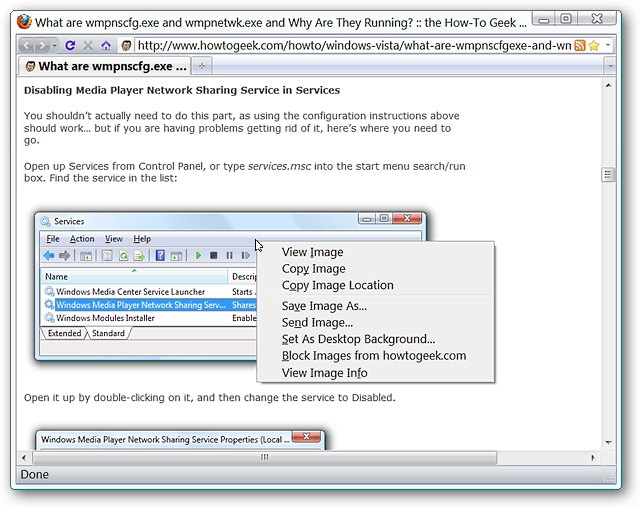 What are wmpnscfg.exe and wmpnetwk.exe and Why Are They Running? :: the How-To Geek ...
http://www.howtogeek.com/howto/windows-vista/what-are-wmpnscfgexe-and-wn
What are wmpnscfg.exe ...
Disabling Media Player Network Sharing Service in Services
You shouldn't actually need to do this part, as using the configuration instructions above
should work... but if you are having problems getting rid of it, here's where you need to
go.
Open up Services from Control Panel, or type services.msc into the start menu search/run
box. Find the service in the list:
Services
File Action View Help
Name Descrip
Windows Media Center Service Launcher Starts .
Windows Media Player Network Sharing Serv... Shares
Windows Modules Installer Enable
Extended Standard
View Image
Copy Image
Copy Image Location
Save Image As...
Send Image...
Set As Desktop Background...
Block Images from howtogeek.com
View Image Info
Open it up by double-clicking on it, and then change the service to Disabled.
Windows Media Player Network Sharing Service Properties (Local ...
Done